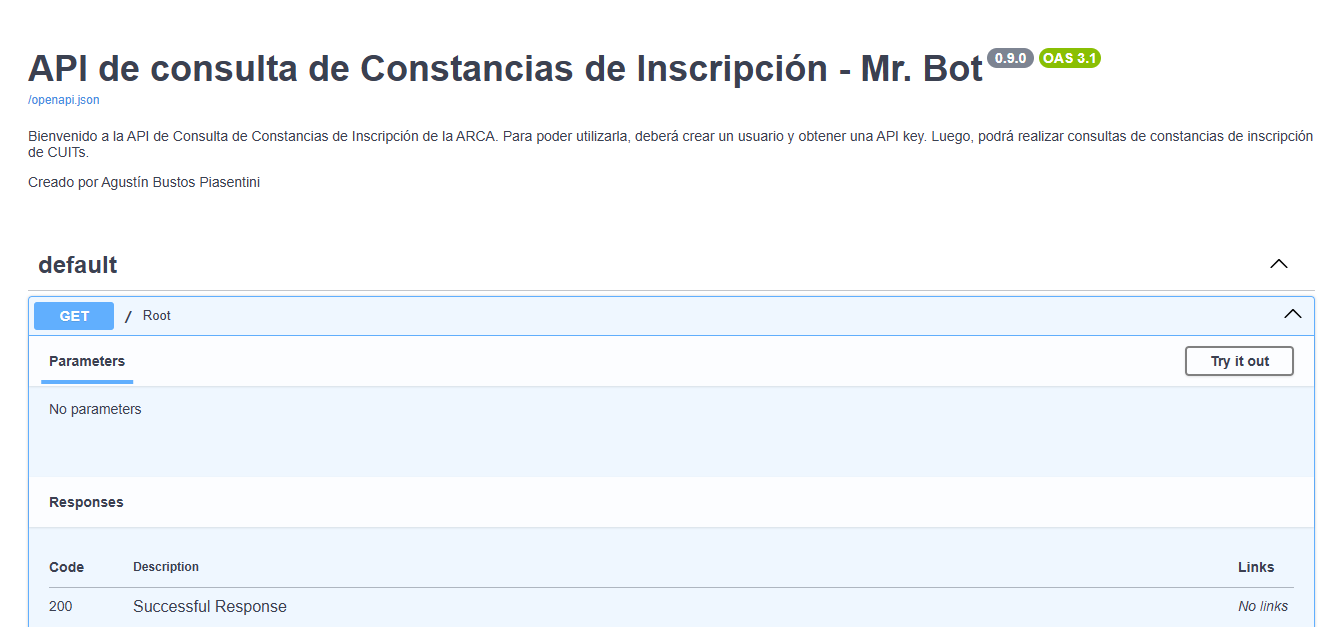 API de consulta de Constancias de Inscripción - Mr. Bot 0.9.0 OAS 3.1
/openapi.json
Bienvenido a la API de Consulta de Constancias de Inscripción de la ARCA. Para poder utilizarla, deberá crear un usuario y obtener una API key. Luego, podrá realizar consultas de constancias de inscripción
de CUITs.
Creado por Agustín Bustos Piasentini
default
GET / Root
Parameters Try it out
No parameters
Responses
Code Description Links
200 Successful Response No links